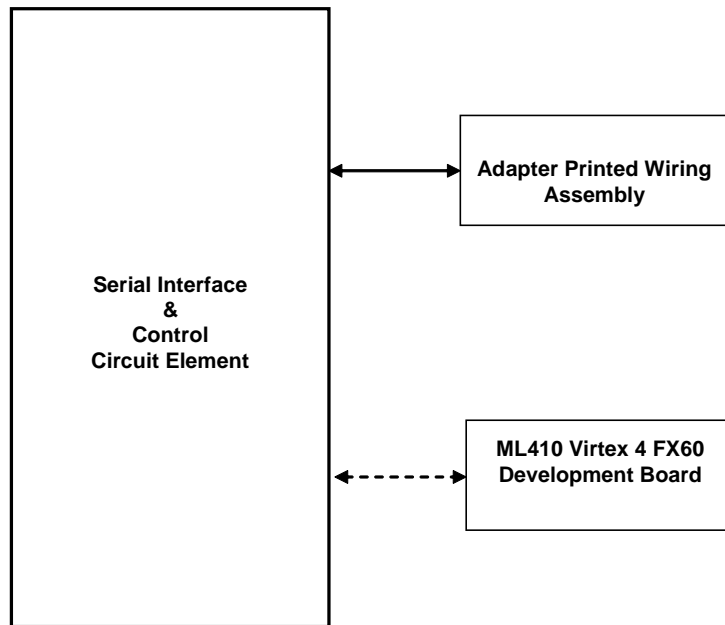 Serial Interface
&
Control
Circuit Element
Adapter Printed Wiring
Assembly
ML410 Virtex 4 FX60
Development Board